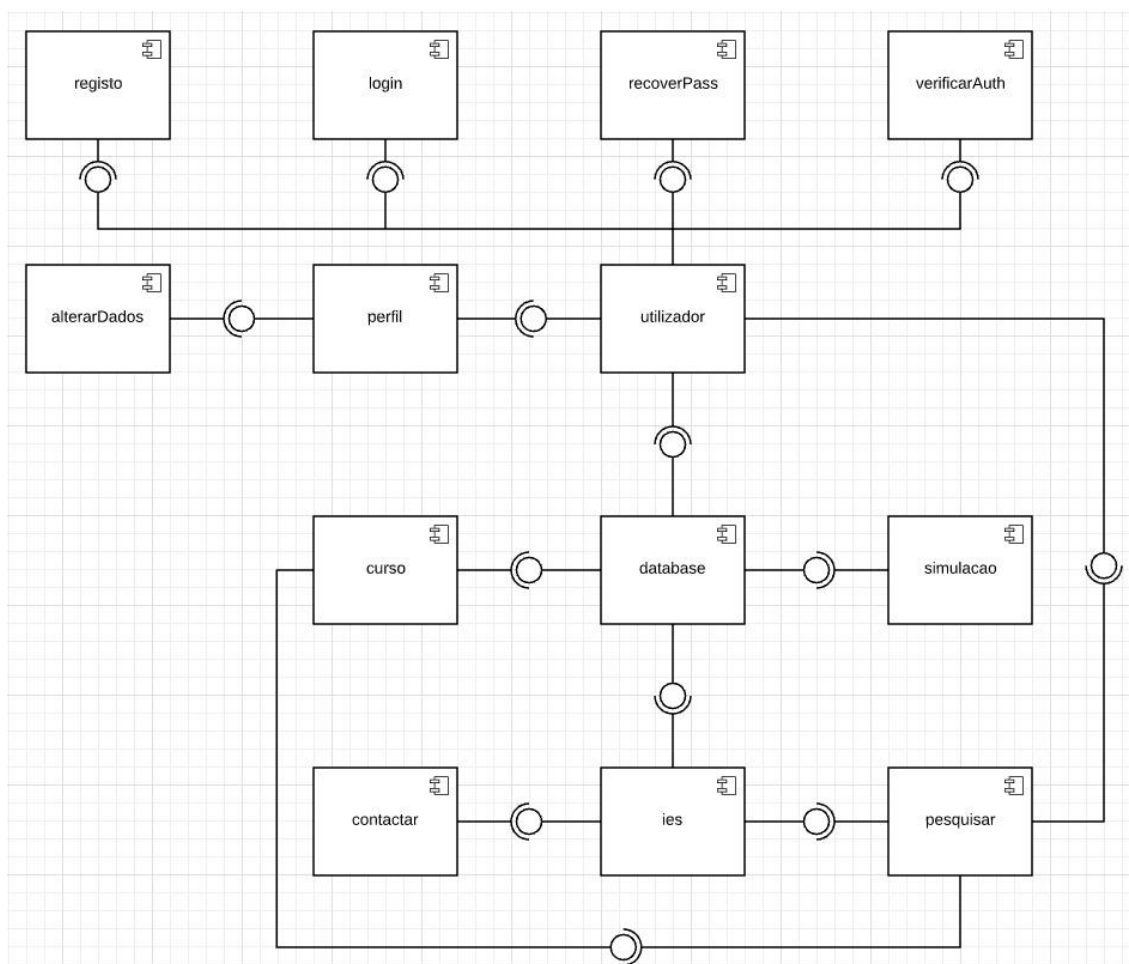 registo
login
recoverPass
verificarAuth
alterarDados
perfil
utilizador
curso
database
simulacao
contactar
ies
pesquisar